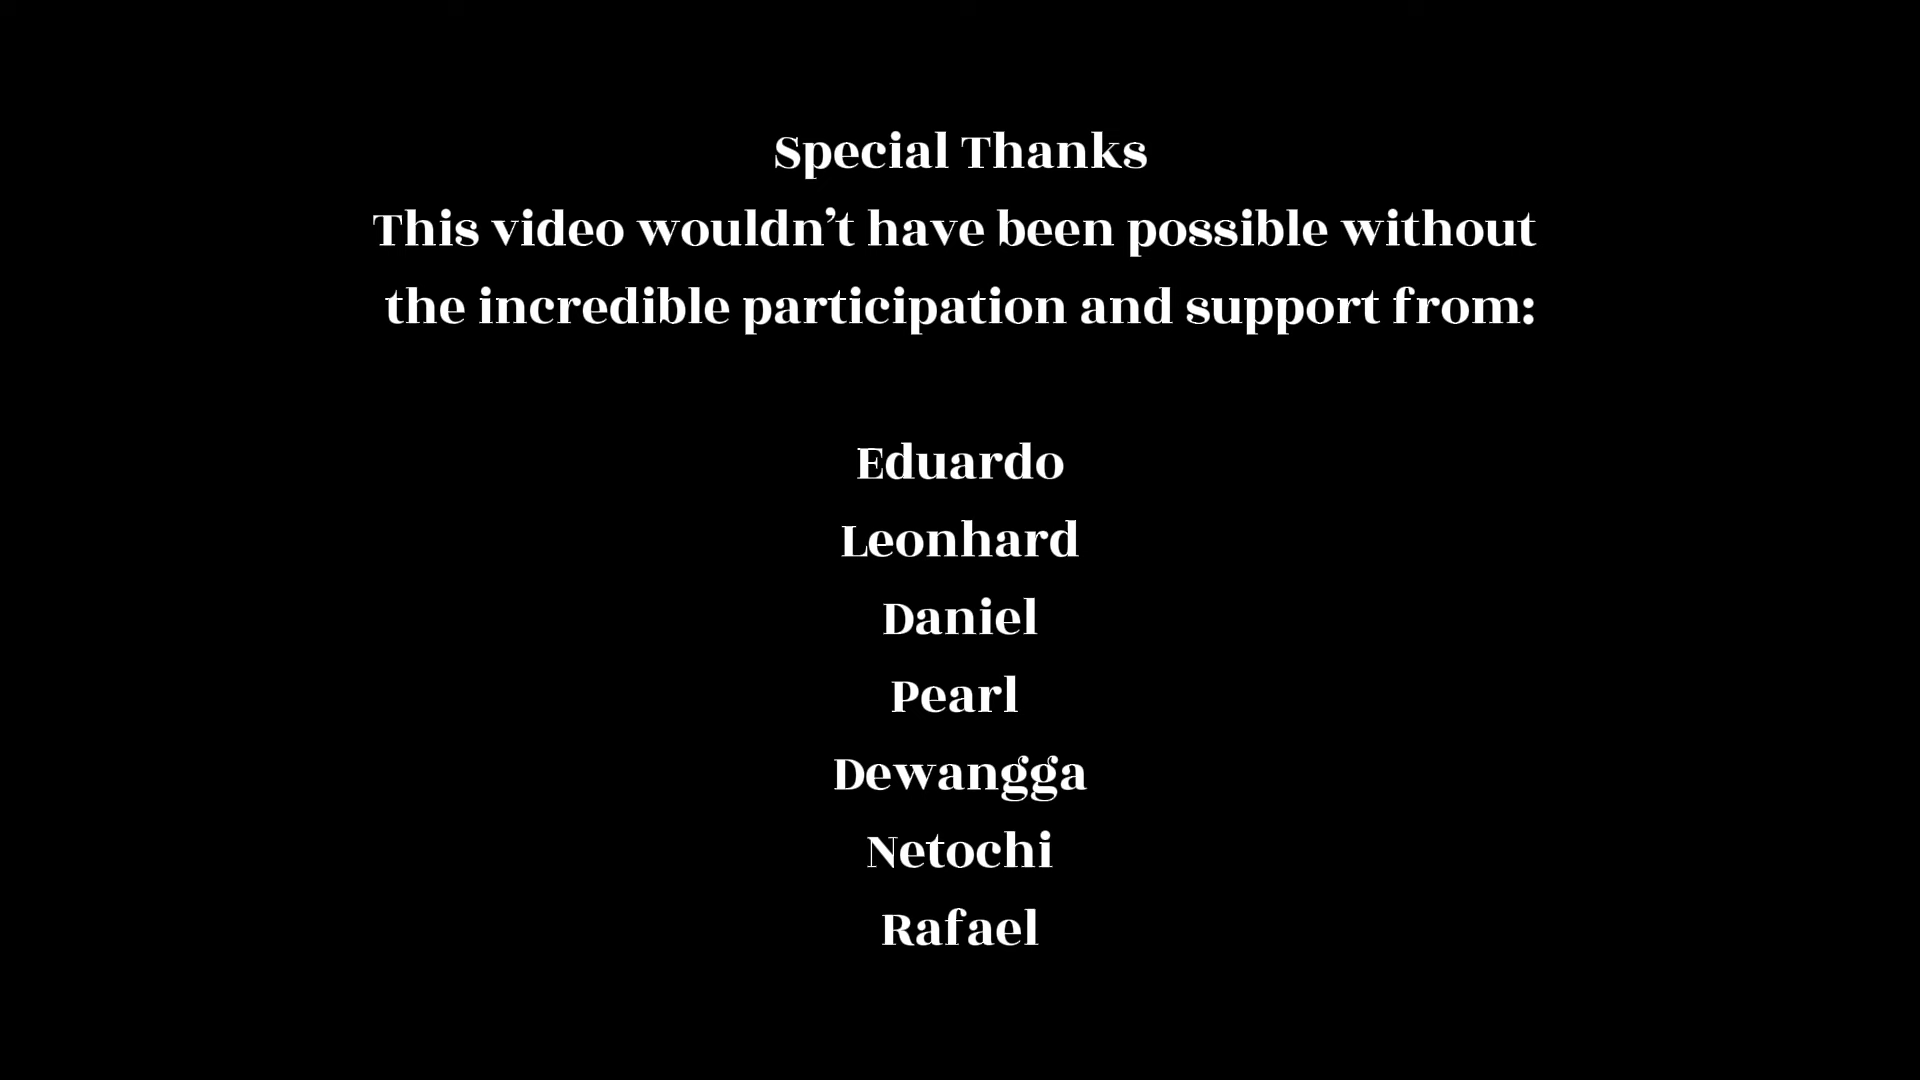 Special Thanks
This video wouldn’t have been possible without
the incredible participation and support from:
Eduardo
Leonhard
Daniel
Pearl
Dewangga
Netochi
Rafael